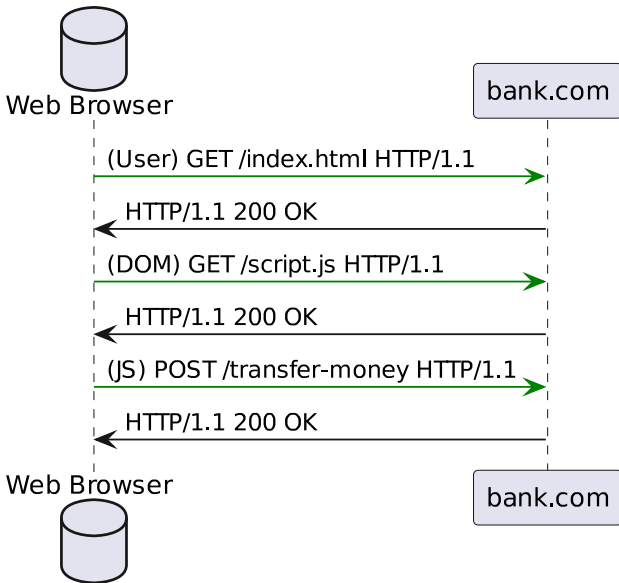 Web Browser
bank.com
(User) GET /index.html HTTP/1.1
HTTP/1.1 200 OK
(DOM) GET /script.js HTTP/1.1
HTTP/1.1 200 OK
(JS) POST /transfer-money HTTP/1.1
HTTP/1.1 200 OK
Web Browser
bank.com